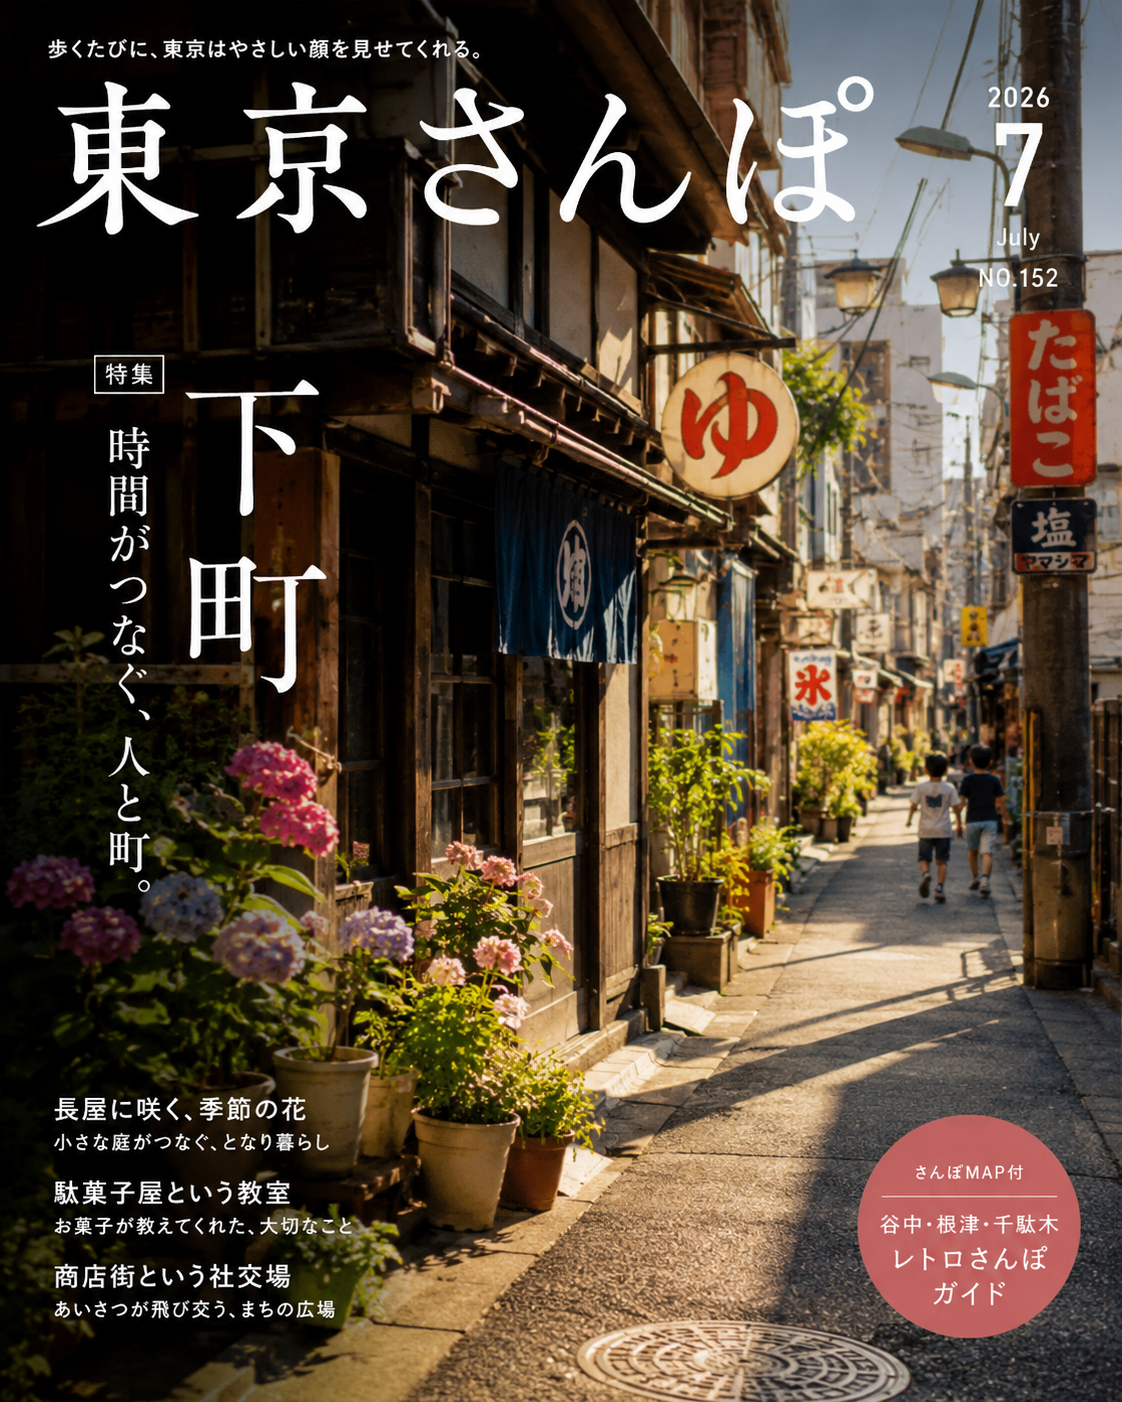 歩くたびに、東京はやさしい顔を見せてくれる。
東京さんぽ
2026
7
July
NO.152
特集
下町
時間がつなぐ、人と町。
ゆ
たばこ
塩
ヤマシマ
氷
長屋に咲く、季節の花
小さな庭がつなぐ、となり暮らし
駄菓子屋という教室
お菓子が教えてくれた、大切なこと
商店街という社交場
あいさつが飛び交う、まちの広場
さんぽMAP付
谷中・根津・千駄木
レトロさんぽ
ガイド